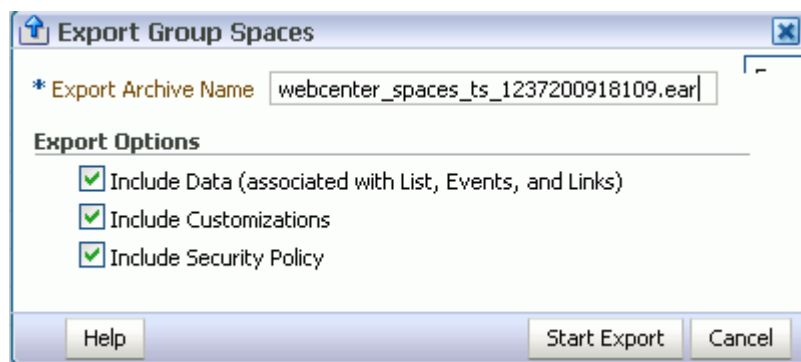 Export Group Spaces
* Export Archive Name webcenter_spaces_ts_1237200918109.ear
Export Options
Include Data (associated with List, Events, and Links)
Include Customizations
Include Security Policy
Help Start Export Cancel